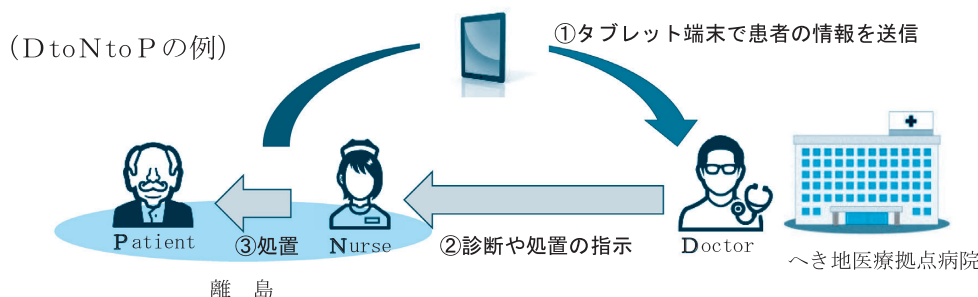 (DtoNtoPの例)
①タブレット端末で患者の情報を送信
Patient
③処置
Nurse
②診断や処置の指示
Doctor
へき地医療拠点病院
離 島